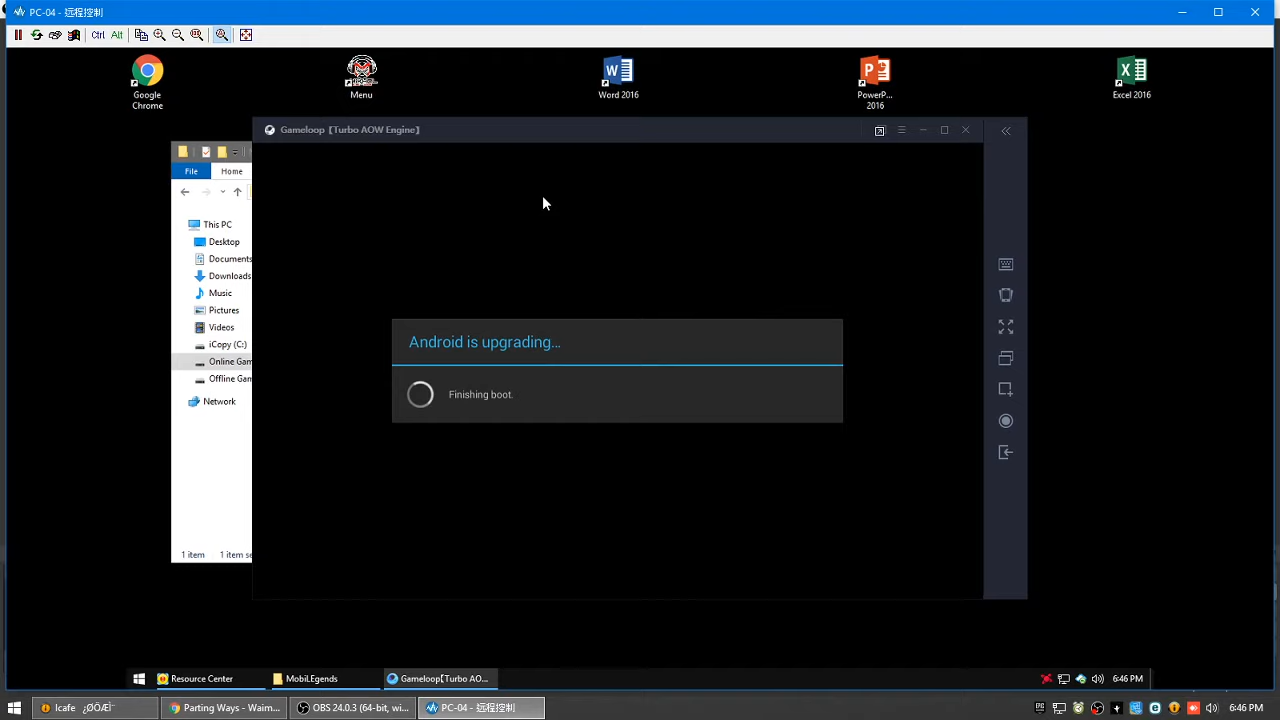 PC-04 - 远程控制
Ctrl Alt
Google
Chrome
Menu
Word 2016
PowerP...
2016
Excel 2016
Gameloop【Turbo AOW Engine】
File Home
This PC
Desktop
Documents
Downloads
Music
Pictures
Videos
iCopy (C:)
Online Gam
Offline Gam
Network
1 item 1 item se
Android is upgrading...
Finishing boot.
Resource Center MobiLEgends Gameloop【Turbo AO... 6:46 PM
Icafe ¿ØÖÆÌ¨ Parting Ways - Waim... OBS 24.0.3 (64-bit, w... PC-04 - 远程控制 6:46 PM